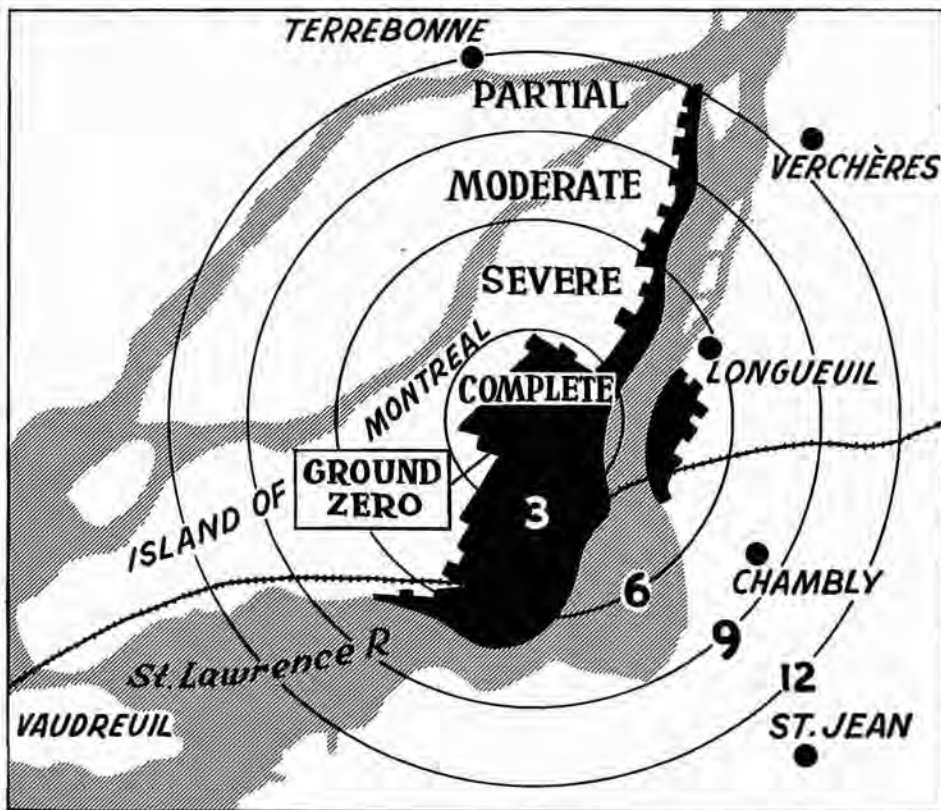 TERREBONNE
PARTIAL
VERCHÈRES
MODERATE
SEVERE
MONTREAL
LONGUEUIL
COMPLETE
GROUND
ZERO
ISLAND OF
3
6
CHAMBLY
9
St. Lawrence R
12
VAUDREUIL
ST. JEAN